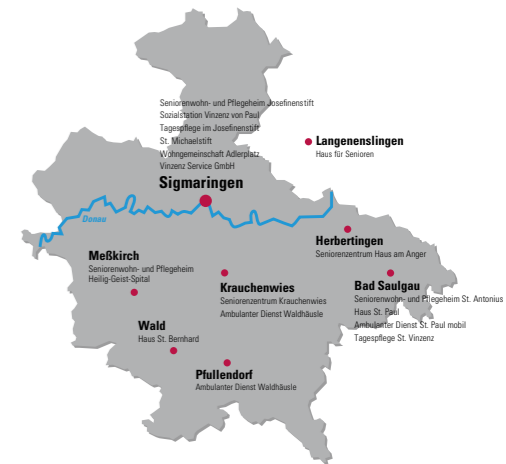 Seniorenwohn- und Pflegeheim Josefinenstift
Sozialstation Vinzenz von Paul
Tagespflege im Josefinenstift
St. Michaelstift
Wohngemeinschaft Adlerplatz
Vinzenz Service GmbH
Sigmaringen
Langenenslingen
Haus für Senioren
Donau
Herbertingen
Seniorenzentrum Haus am Anger
Meßkirch
Seniorenwohn- und Pflegeheim
Heilig-Geist-Spital
Krauchenwies
Seniorenzentrum Krauchenwies
Ambulanter Dienst Waldhäusle
Bad Saulgau
Seniorenwohn- und Pflegeheim St. Antonius
Haus St. Paul
Ambulanter Dienst St. Paul mobil
Tagespflege St. Vinzenz
Wald
Haus St. Bernhard
Pfullendorf
Ambulanter Dienst Waldhäusle